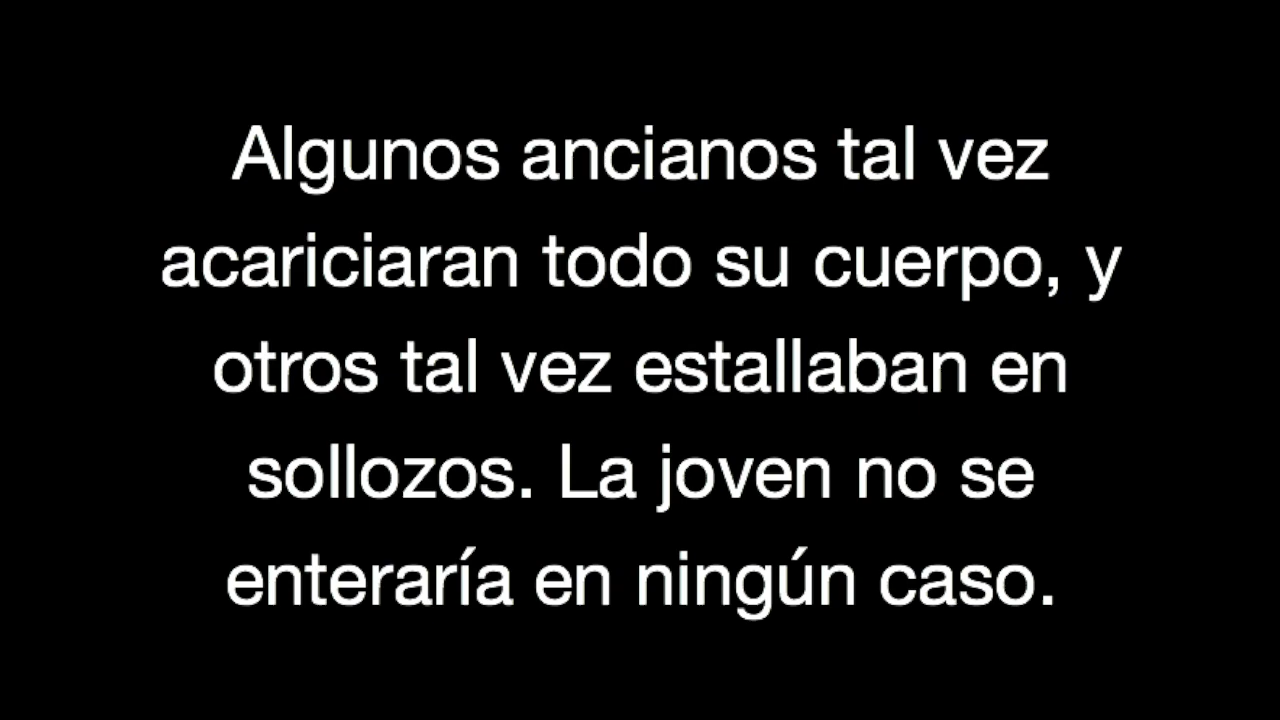 Algunos ancianos tal vez
acariciaran todo su cuerpo, y
otros tal vez estallaban en
sollozos. La joven no se
enteraría en ningún caso.